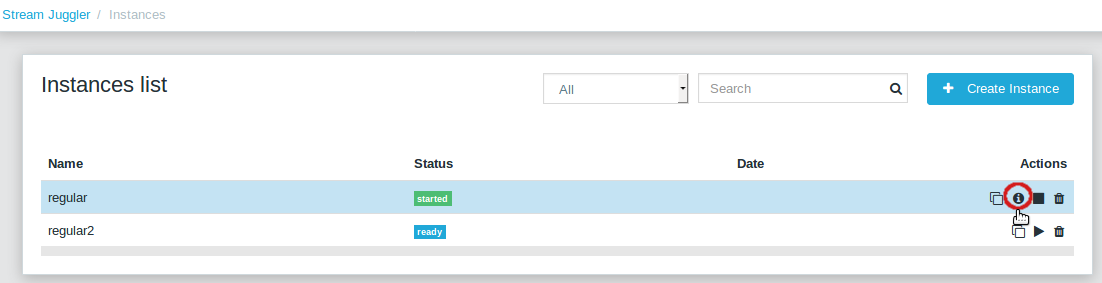 Stream Juggler / Instances
Instances list
All
Search
Create Instance
Name Status Date Actions
regular started
regular2 ready